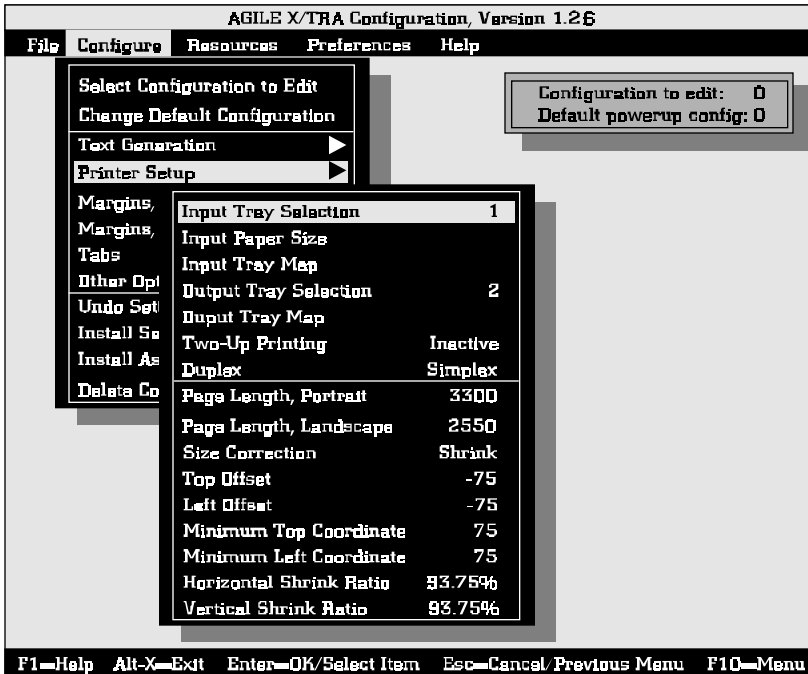 AGILE X/TRA Configuration, Version 1.26
File Configure Resources Preferences Help
Select Configuration to Edit
Change Default Configuration
Text Generation
Printer Setup
Margins,
Margins,
Tabs
Other Opt
Undo Set
Install Se
Install As
Delete Co
Configuration to edit: 0
Default powerup config: 0
Input Tray Selection 1
Input Paper Size
Input Tray Map
Output Tray Selection 2
Ouput Tray Map
Two-Up Printing Inactive
Duplex Simplex
Page Length, Portrait 3300
Page Length, Landscape 2550
Size Correction Shrink
Top Offset -75
Left Offset -75
Minimum Top Coordinate 75
Minimum Left Coordinate 75
Horizontal Shrink Ratio 93.75%
Vertical Shrink Ratio 93.75%
F1=Help Alt-X=Exit Enter=OK/Select Item Esc=Cancel/Previous Menu F10=Menu